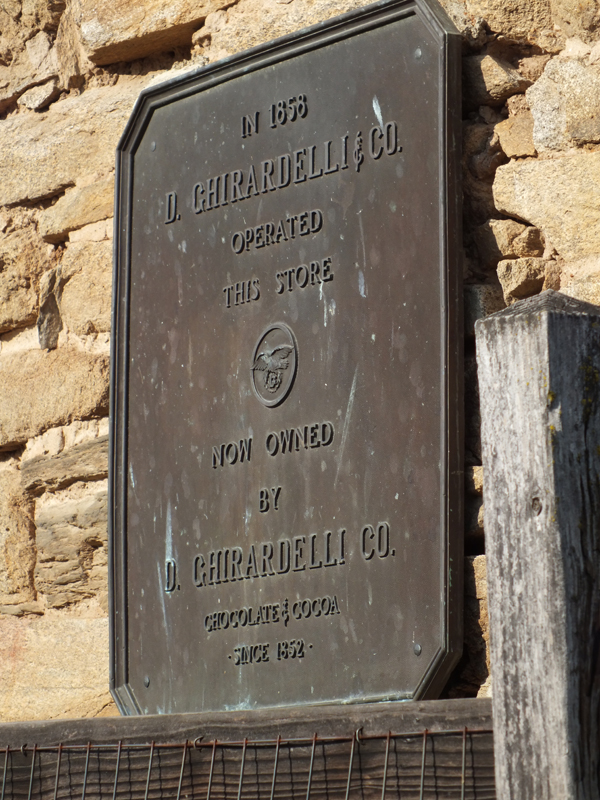 IN 1858
D. GHIRARDELLI & CO.
OPERATED
THIS STORE
NOW OWNED
BY
D. GHIRARDELLI CO.
CHOCOLATE & COCOA
- SINCE 1852 -